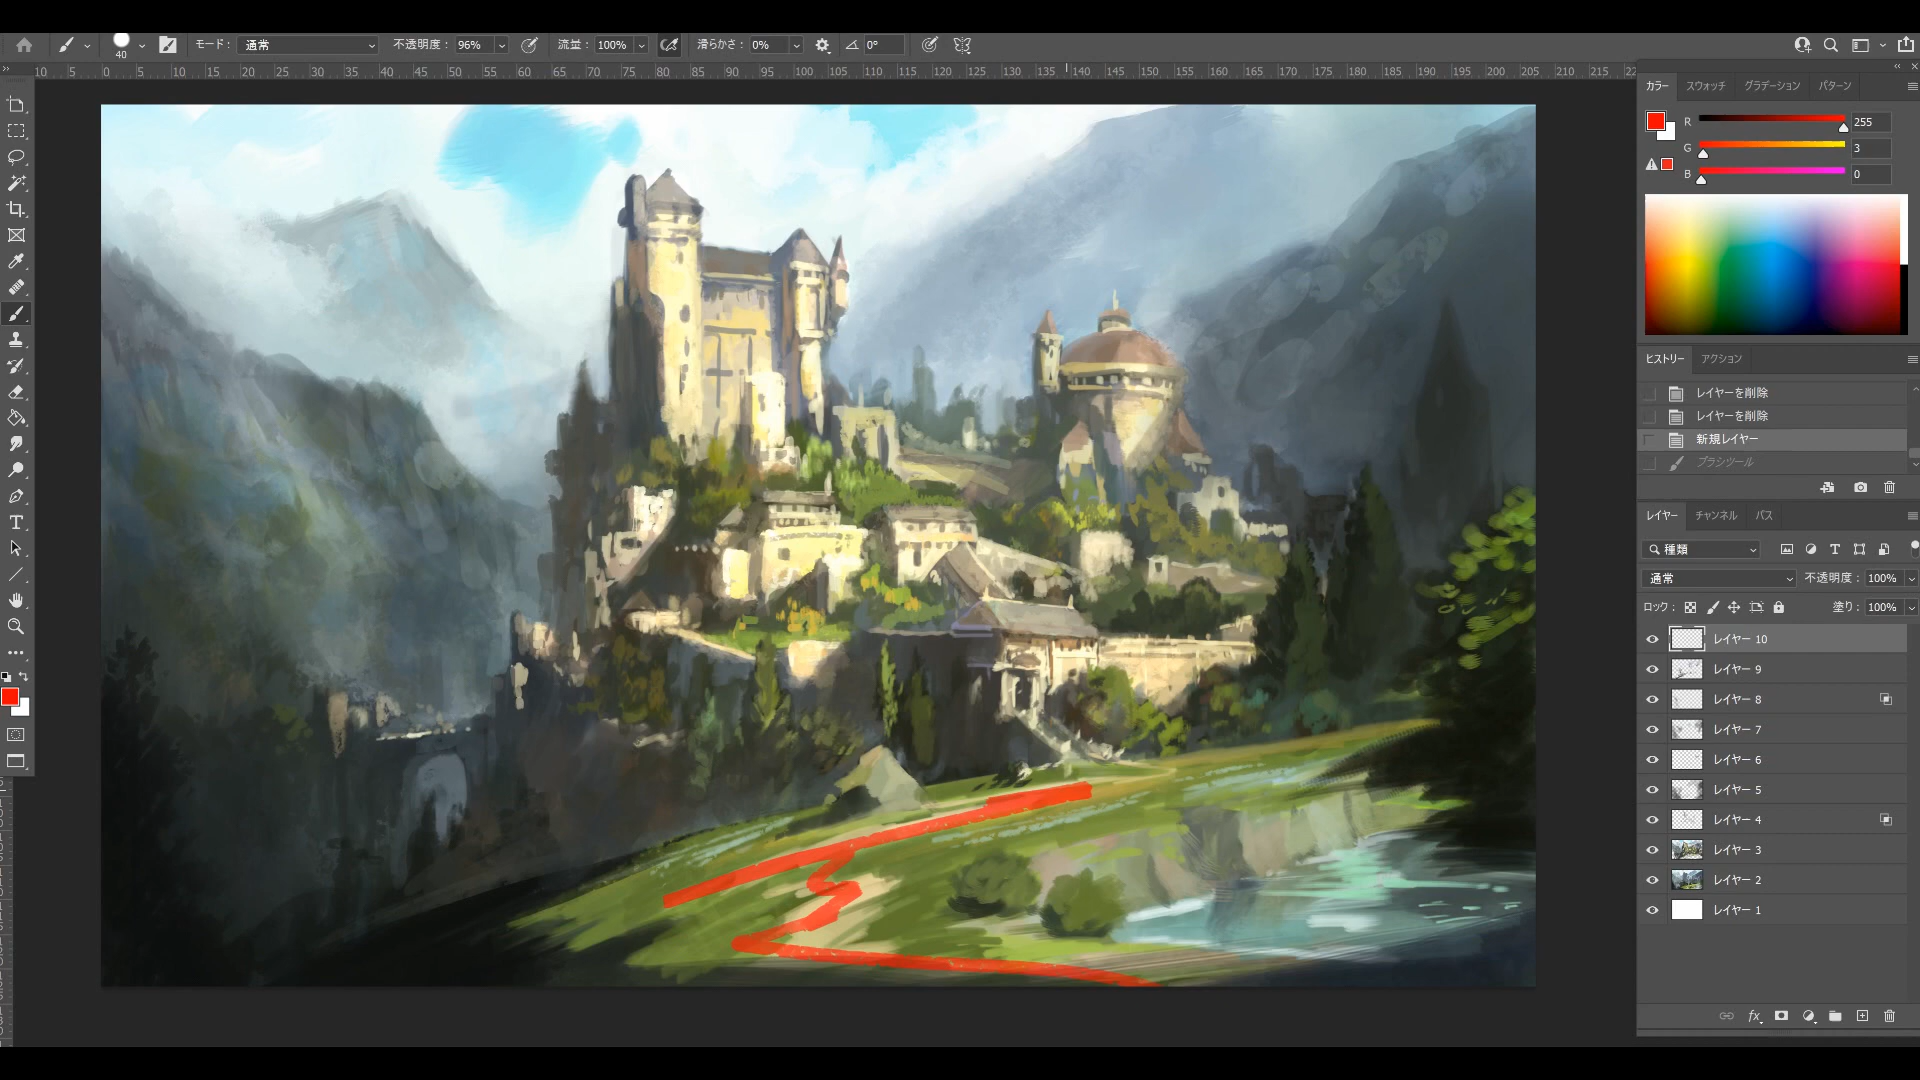 40 モード： 通常 不透明度： 96% 流量： 100% 滑らかさ： 0% 0°
10 5 0 5 10 15 20 25 30 35 40 45 50 55 60 65 70 75 80 85 90 95 100 105 110 115 120 125 130 135 140 145 150 155 160 165 170 175 180 185 190 195 200 205 210 215
カラー スウォッチ グラデーション パターン
R 255
G 3
B 0
ヒストリー アクション
レイヤーを削除
レイヤーを削除
新規レイヤー
ブラシツール
レイヤー チャンネル パス
種類
通常 不透明度： 100%
ロック： 塗り： 100%
レイヤー 10
レイヤー 9
レイヤー 8
レイヤー 7
レイヤー 6
レイヤー 5
レイヤー 4
レイヤー 3
レイヤー 2
レイヤー 1
fx